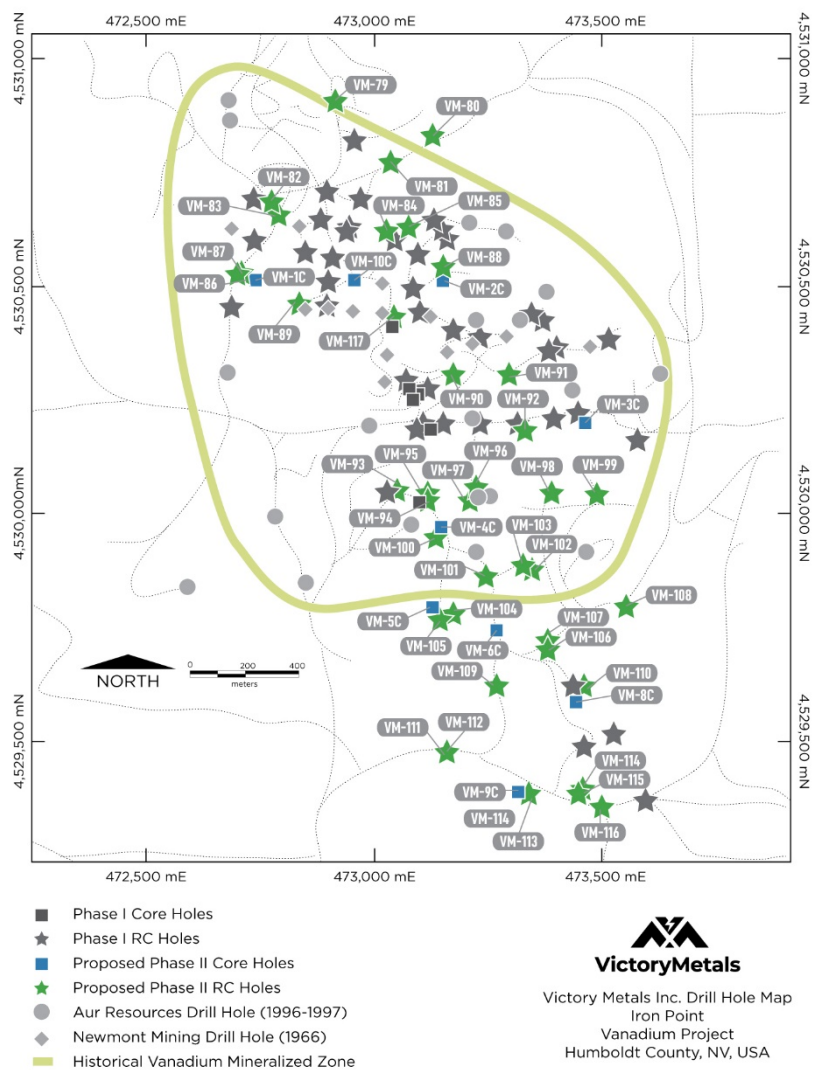 472,500 mE
473,000 mE
473,500 mE
4,531,000 mN
4,531,000 mN
VM-79
VM-80
VM-81
VM-82
VM-83
VM-84
VM-85
VM-87
VM-10C
VM-88
VM-86
VM-1C
VM-2C
4,530,500 mN
4,530,500 mN
VM-89
VM-117
VM-91
VM-90
VM-92
VM-3C
VM-93
VM-95
VM-96
VM-97
VM-98
VM-99
4,530,000mN
4,530,000 mN
VM-94
VM-4C
VM-103
VM-100
VM-102
VM-101
VM-5C
VM-104
VM-108
VM-107
VM-105
VM-6C
VM-106
NORTH
0 200 400
meters
VM-109
VM-110
VM-8C
VM-111
VM-112
4,529,500 mN
4,529,500 mN
VM-114
VM-9C
VM-115
VM-114
VM-113
VM-116
472,500 mE
473,000 mE
473,500 mE
Phase I Core Holes
Phase I RC Holes
Proposed Phase II Core Holes
Proposed Phase II RC Holes
Aur Resources Drill Hole (1996-1997)
Newmont Mining Drill Hole (1966)
Historical Vanadium Mineralized Zone
VictoryMetals
Victory Metals Inc. Drill Hole Map
Iron Point
Vanadium Project
Humboldt County, NV, USA